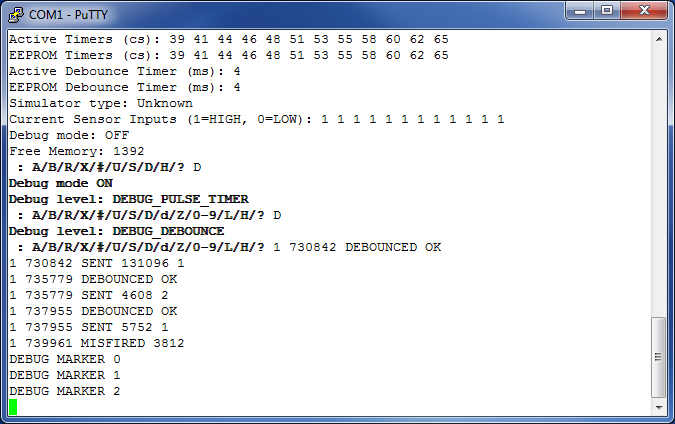 COM1 - PuTTY
Active Timers (cs): 39 41 44 46 48 51 53 55 58 60 62 65
EEPROM Timers (cs): 39 41 44 46 48 51 53 55 58 60 62 65
Active Debounce Timer (ms): 4
EEPROM Debounce Timer (ms): 4
Simulator type: Unknown
Current Sensor Inputs (1=HIGH, 0=LOW): 1 1 1 1 1 1 1 1 1 1 1 1
Debug mode: OFF
Free Memory: 1392
: A/B/R/X/#/U/S/D/H/? D
Debug mode ON
Debug level: DEBUG_PULSE_TIMER
: A/B/R/X/#/U/S/D/d/Z/0-9/L/H/? D
Debug level: DEBUG_DEBOUNCE
: A/B/R/X/#/U/S/D/d/Z/0-9/L/H/? 1 730842 DEBOUNCED OK
1 730842 SENT 131096 1
1 735779 DEBOUNCED OK
1 735779 SENT 4608 2
1 737955 DEBOUNCED OK
1 737955 SENT 5752 1
1 739961 MISFIRED 3812
DEBUG MARKER 0
DEBUG MARKER 1
DEBUG MARKER 2